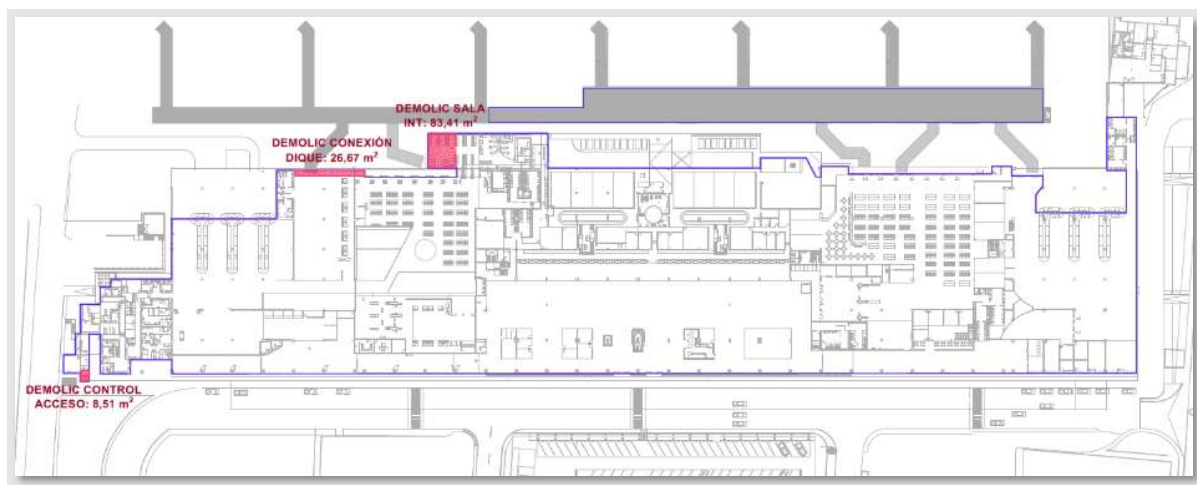 DEMOLIC SALA
INT: 83,41 m²
DEMOLIC CONEXIÓN
DIQUE: 26,67 m²
DEMOLIC CONTROL
ACCESO: 8,51 m²